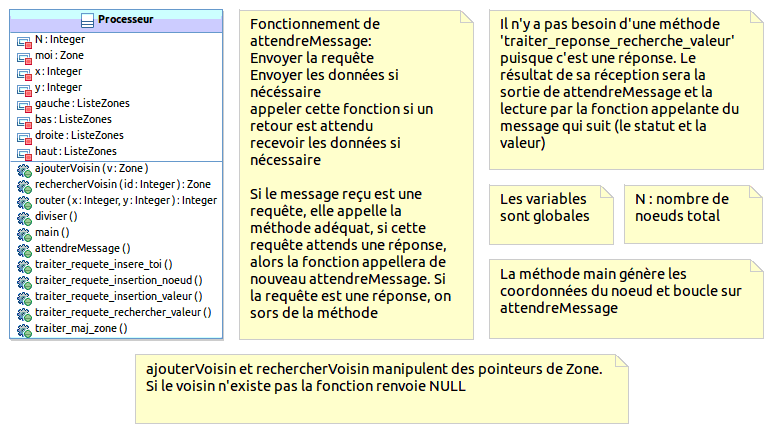 Processeur
N : Integer
moi : Zone
x : Integer
y : Integer
gauche : ListeZones
bas : ListeZones
droite : ListeZones
haut : ListeZones
ajouterVoisin ( v : Zone )
rechercherVoisin ( id : Integer ) : Zone
router ( x : Integer, y : Integer ) : Integer
diviser ( )
main ( )
attendreMessage ( )
traiter_requete_insere_toi ( )
traiter_requete_insertion_noeud ( )
traiter_requete_insertion_valeur ( )
traiter_requete_rechercher_valeur ( )
traiter_maj_zone ( )
Fonctionnement de
attendreMessage:
Envoyer la requête
Envoyer les données si
nécéssaire
appeler cette fonction si un
retour est attendu
recevoir les données si
nécessaire
Si le message reçu est une
requête, elle appelle la
méthode adéquat, si cette
requête attends une réponse,
alors la fonction appellera de
nouveau attendreMessage. Si
la requête est une réponse, on
sors de la méthode
Il n'y a pas besoin d'une méthode
'traiter_reponse_recherche_valeur'
puisque c'est une réponse. Le
résultat de sa réception sera la
sortie de attendreMessage et la
lecture par la fonction appelante du
message qui suit (le statut et la
valeur)
Les variables
sont globales
N : nombre de
noeuds total
La méthode main génère les
coordonnées du noeud et boucle sur
attendreMessage
ajouterVoisin et rechercherVoisin manipulent des pointeurs de Zone.
Si le voisin n'existe pas la fonction renvoie NULL